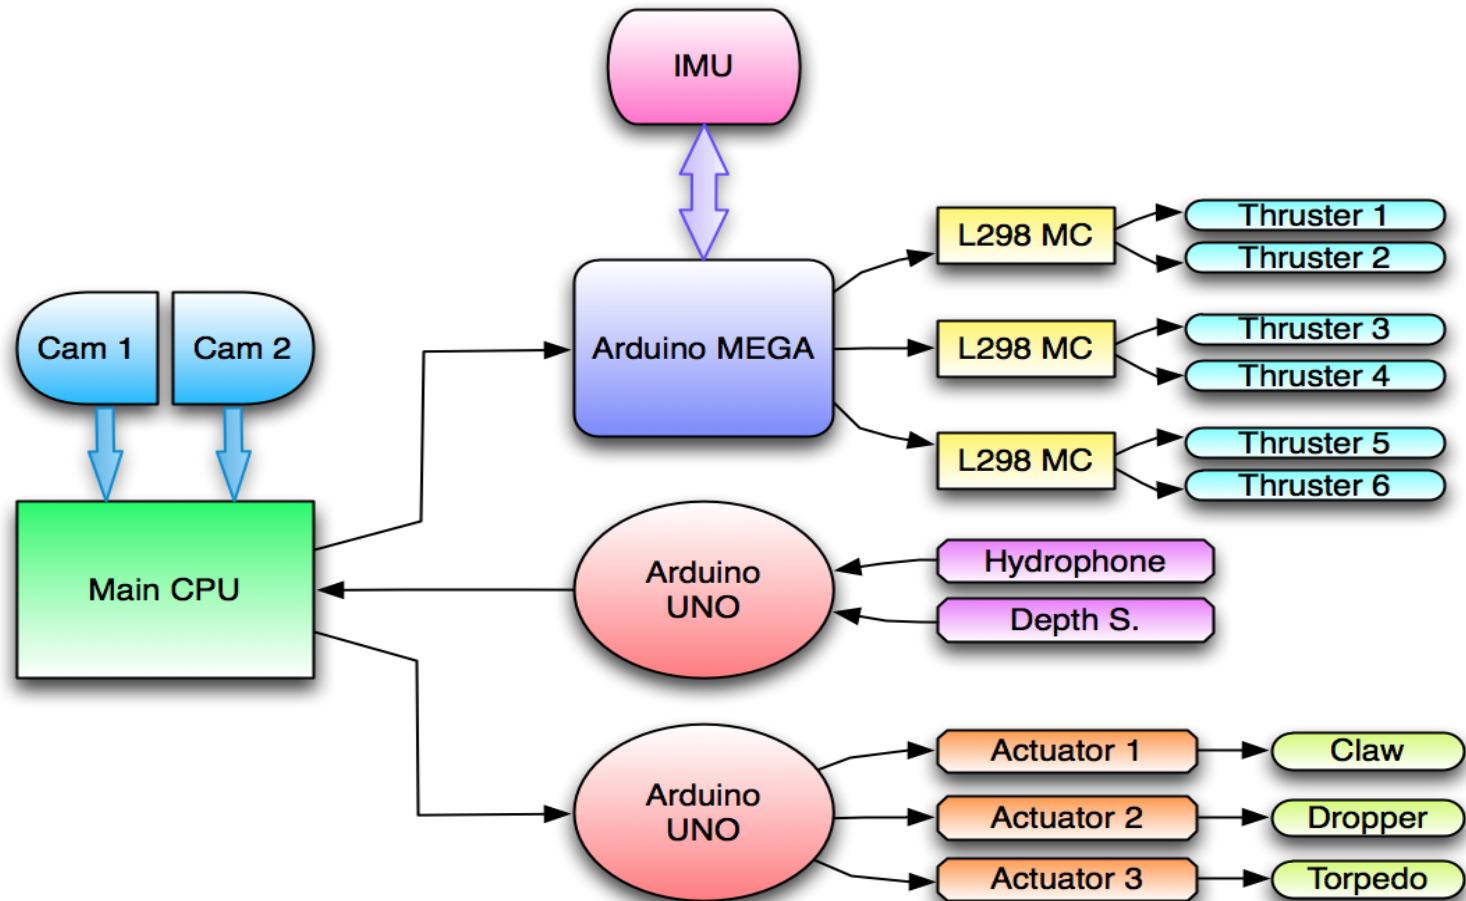 IMU
L298 MC
Thruster 1
Thruster 2
Cam 1
Cam 2
Arduino MEGA
L298 MC
Thruster 3
Thruster 4
L298 MC
Thruster 5
Thruster 6
Main CPU
Arduino
UNO
Hydrophone
Depth S.
Arduino
UNO
Actuator 1
Claw
Actuator 2
Dropper
Actuator 3
Torpedo